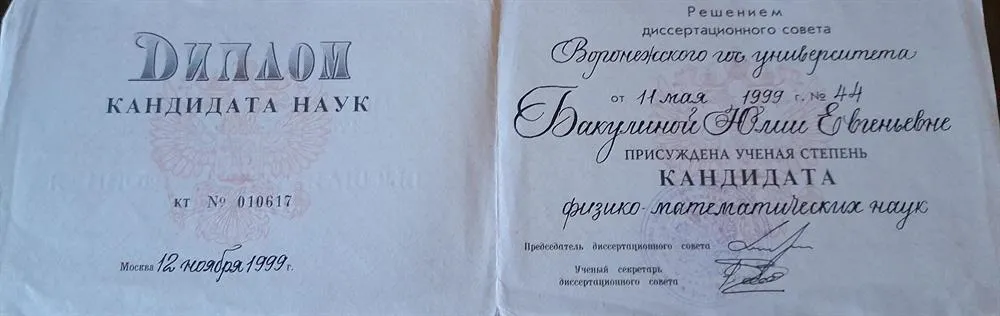 ДИПЛОМ
КАНДИДАТА НАУК
КТ № 010617
Москва 12 ноября 1999 г.
Решением
диссертационного совета
Воронежского гос. университета
от 11 мая 1999 г. № 44
Бакулиной Юлии Евгеньевне
ПРИСУЖДЕНА УЧЕНАЯ СТЕПЕНЬ
КАНДИДАТА
физико-математических наук
Председатель диссертационного совета
Ученый секретарь
диссертационного совета